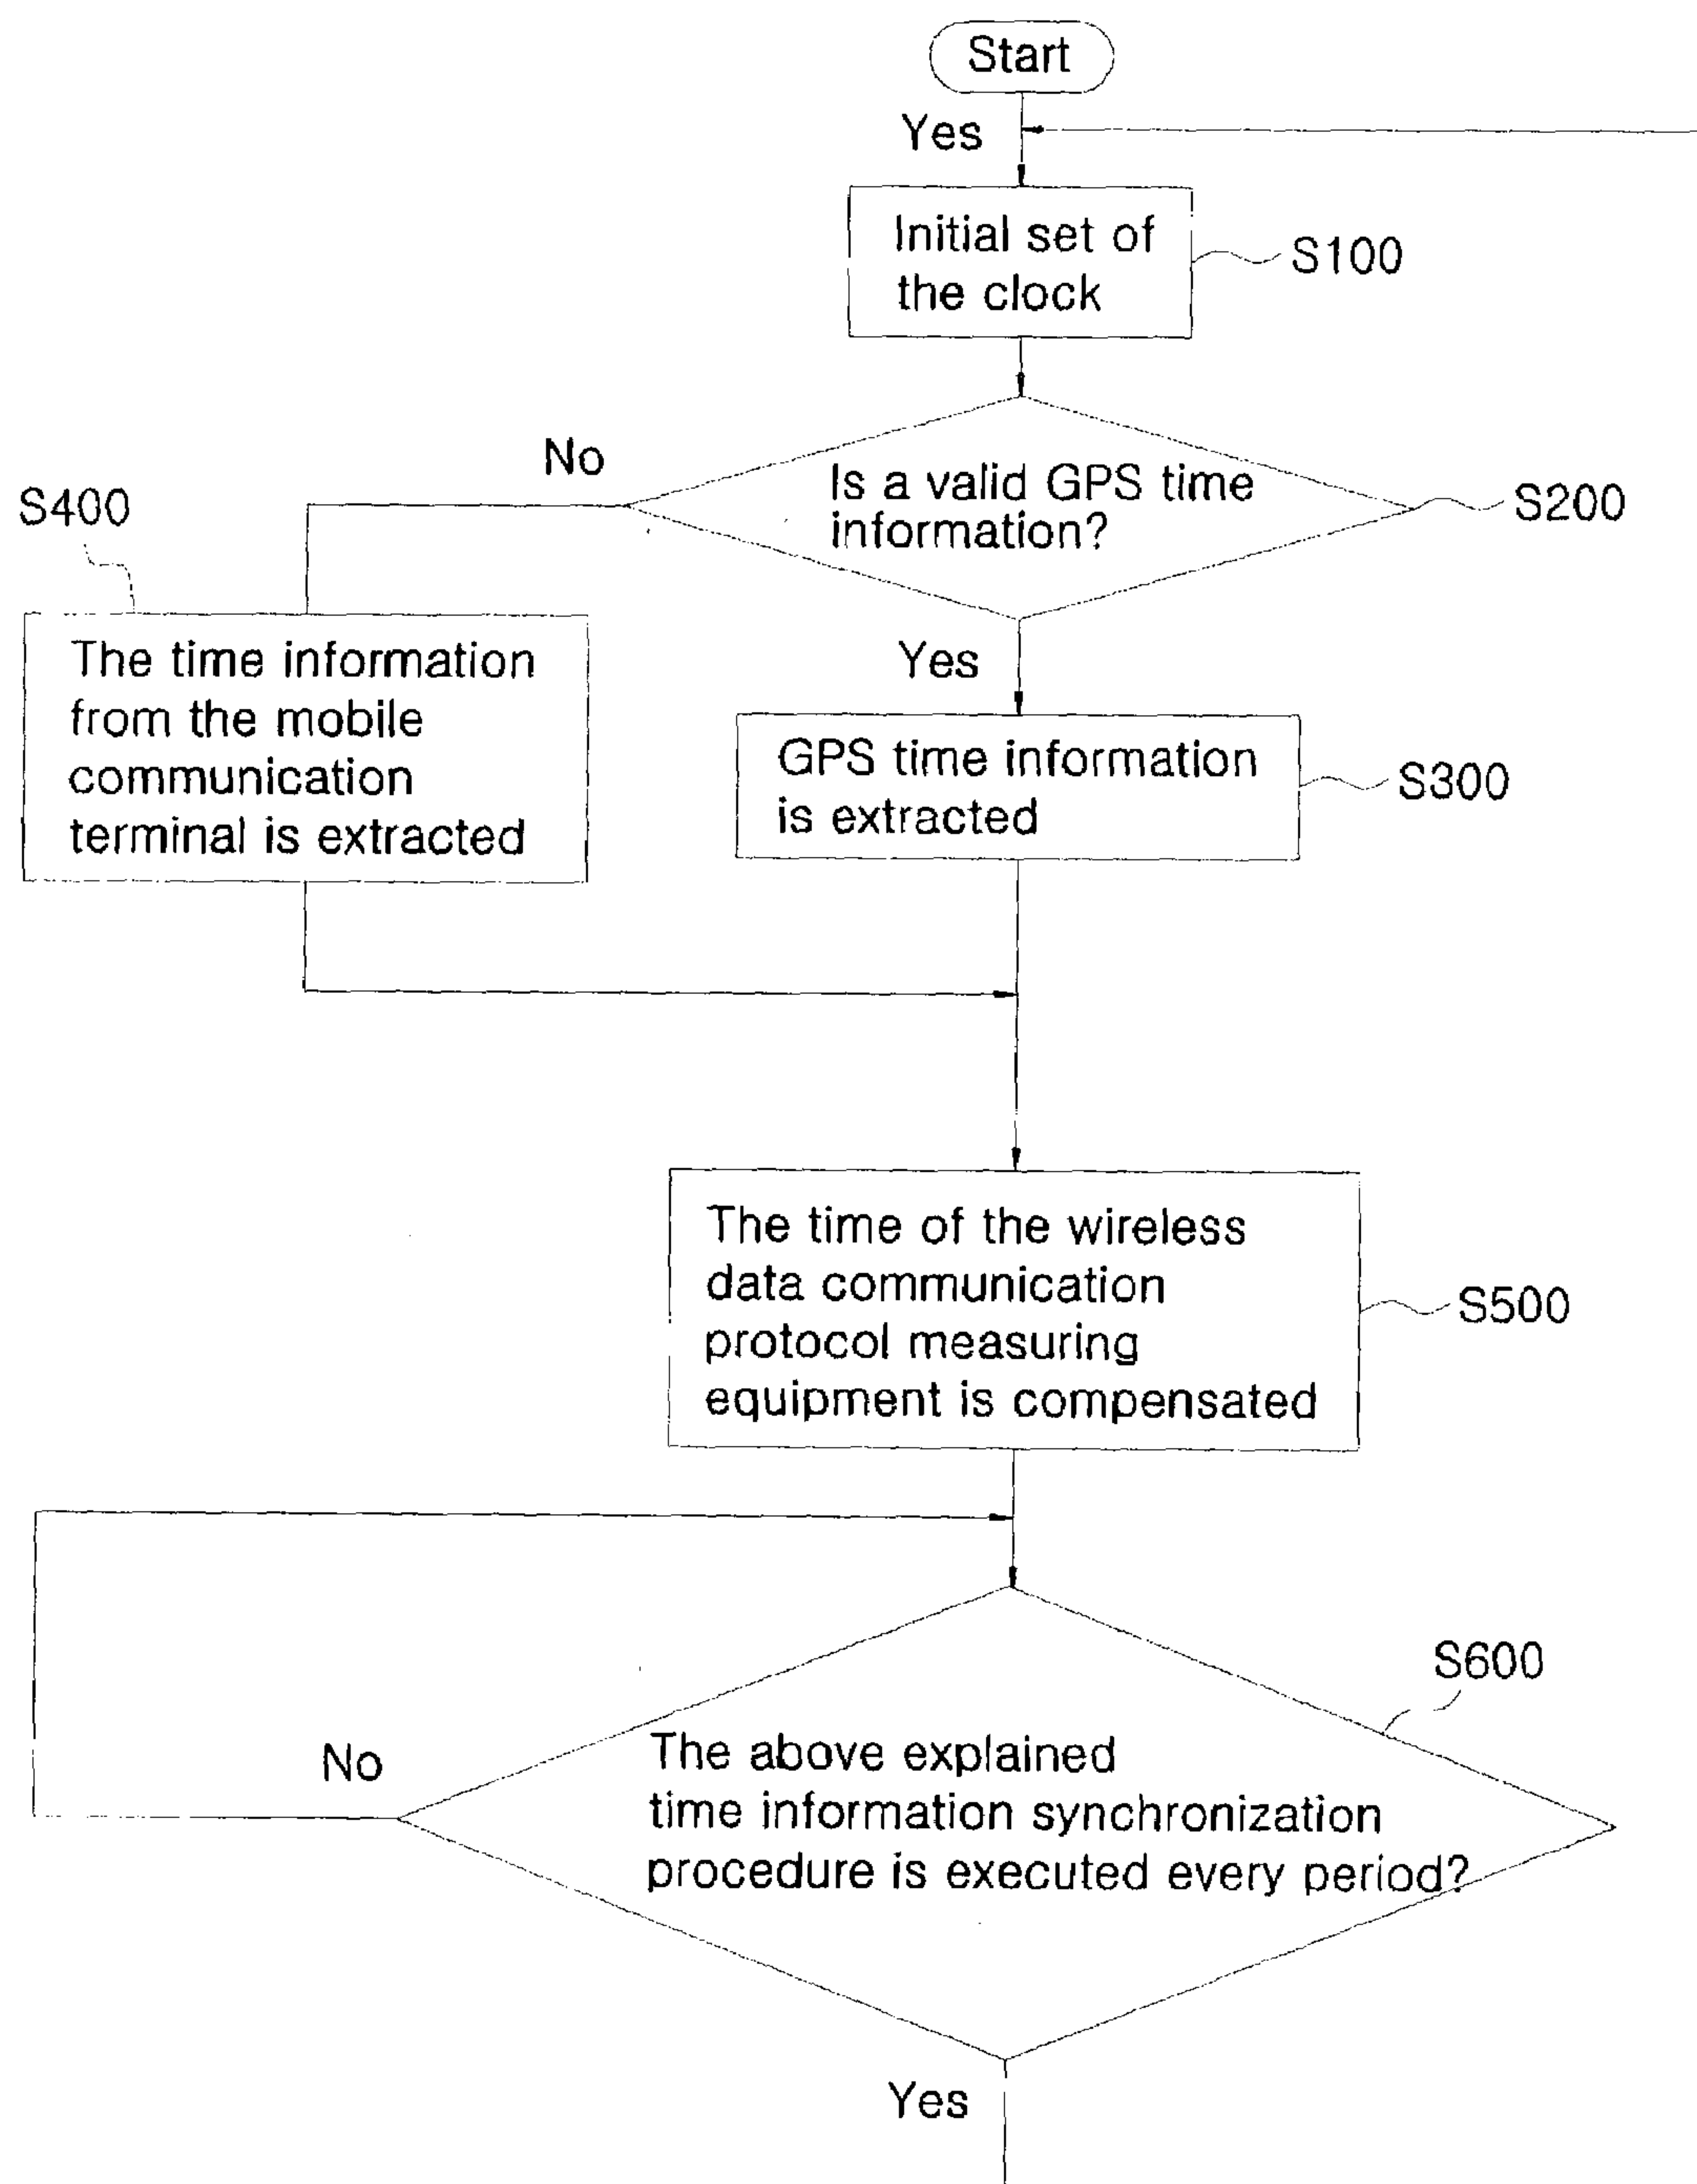 Start
Yes
Initial set of
the clock
S100
No
Is a valid GPS time
information?
S200
S400
The time information
from the mobile
communication
terminal is extracted
Yes
GPS time information
is extracted
S300
The time of the wireless
data communication
protocol measuring
equipment is compensated
S500
S600
No
The above explained
time information synchronization
procedure is executed every period?
Yes